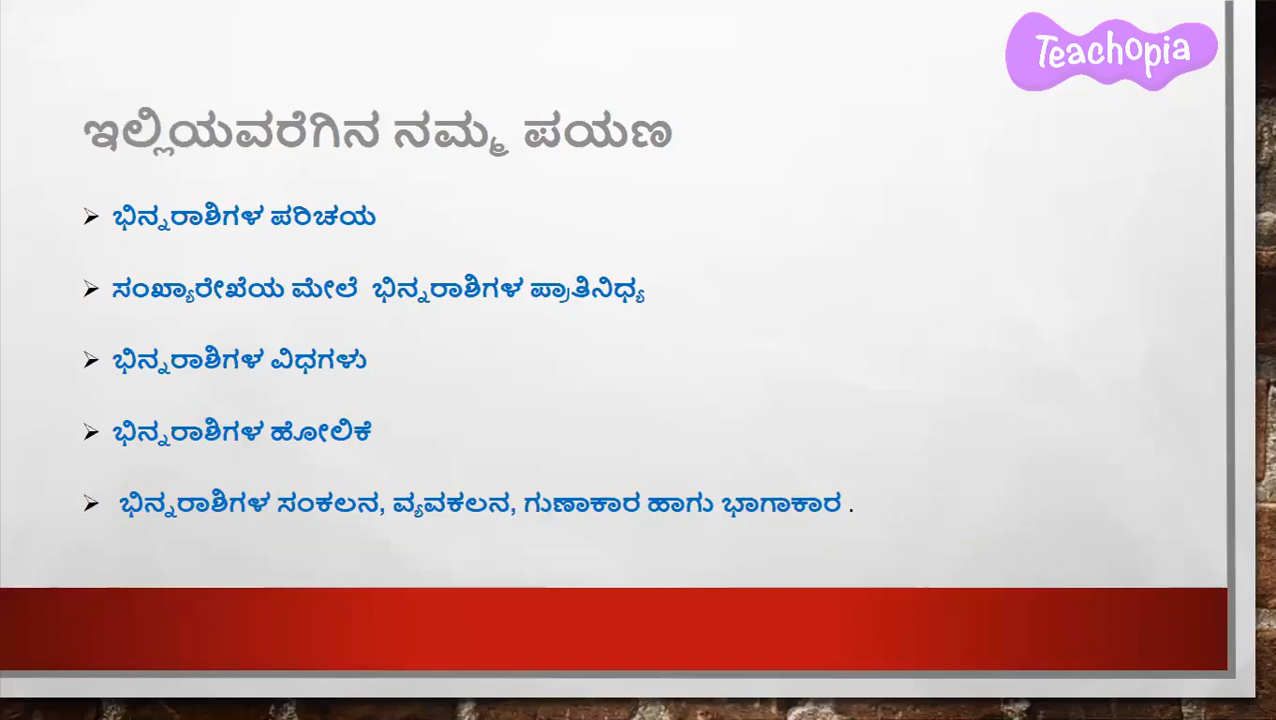 Teachopia
ಇಲ್ಲಿಯವರೆಗಿನ ನಮ್ಮ ಪಯಣ
➢ ಭಿನ್ನರಾಶಿಗಳ ಪರಿಚಯ
➢ ಸಂಖ್ಯಾರೇಖೆಯ ಮೇಲೆ ಭಿನ್ನರಾಶಿಗಳ ಪ್ರಾತಿನಿಧ್ಯ
➢ ಭಿನ್ನರಾಶಿಗಳ ವಿಧಗಳು
➢ ಭಿನ್ನರಾಶಿಗಳ ಹೋಲಿಕೆ
➢ ಭಿನ್ನರಾಶಿಗಳ ಸಂಕಲನ, ವ್ಯವಕಲನ, ಗುಣಾಕಾರ ಹಾಗು ಭಾಗಾಕಾರ .